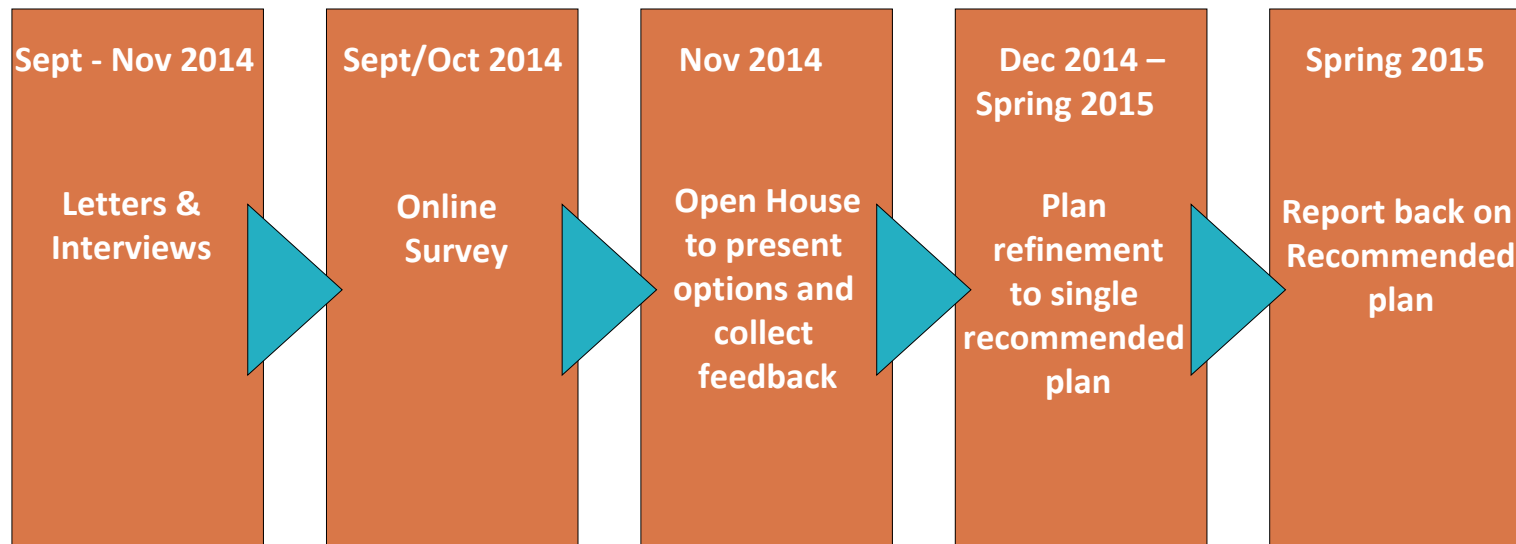 Sept - Nov 2014
Letters &
Interviews
Sept/Oct 2014
Online
Survey
Nov 2014
Open House
to present
options and
collect
feedback
Dec 2014 –
Spring 2015
Plan
refinement
to single
recommended
plan
Spring 2015
Report back on
Recommended
plan